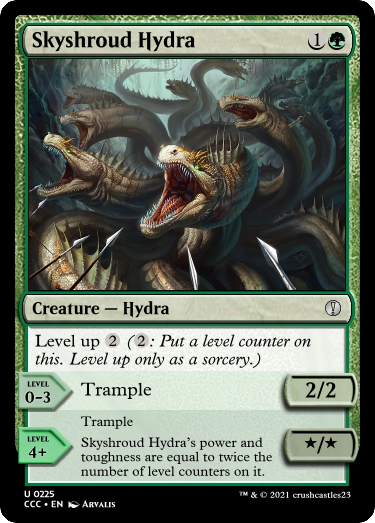 Skyshroud Hydra 1
Creature — Hydra
Level up 2 (2: Put a level counter on
this. Level up only as a sorcery.)
LEVEL
0-3
Trample
2/2
Trample
LEVEL
4+
Skyshroud Hydra's power and
toughness are equal to twice the
number of level counters on it.
★/★
U 0225
CCC • EN ARVALIS
™ & © 2021 crushcastles23